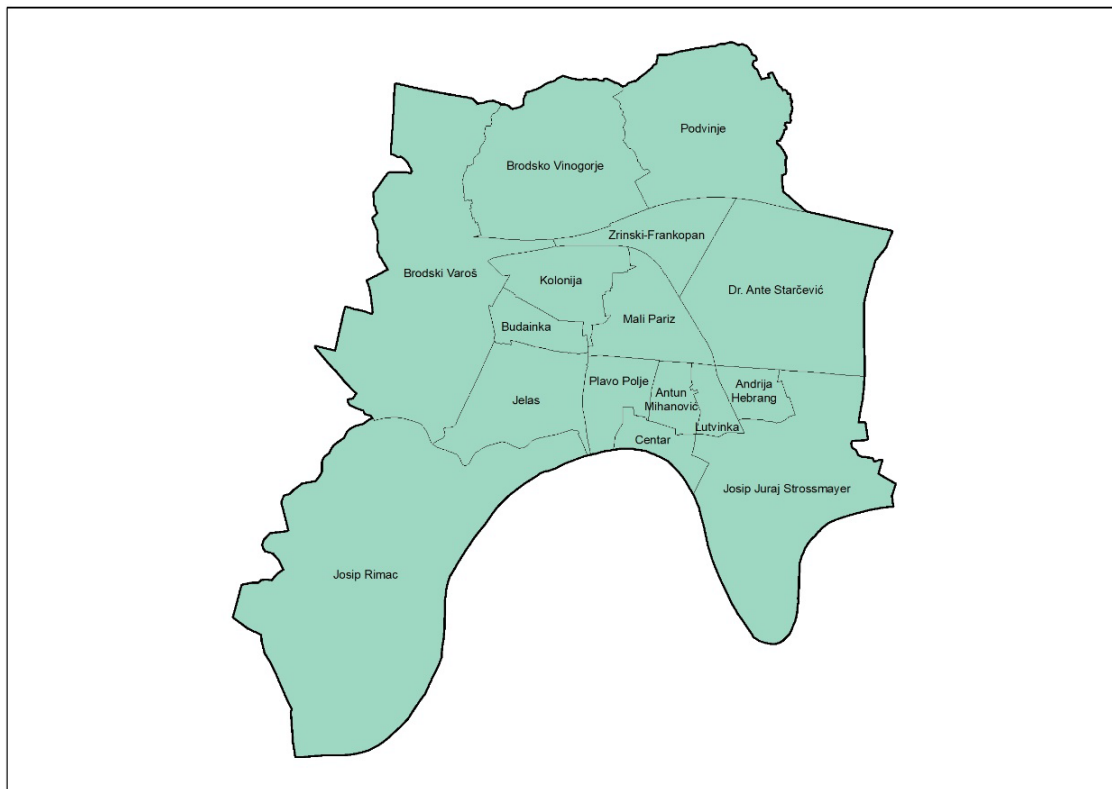 Podvinje
Brodsko Vinogorje
Zrinski-Frankopan
Brodski Varoš
Kolonija
Dr. Ante Starčević
Mali Pariz
Budainka
Plavo Polje
Andrija
Hebrang
Antun
Mihanović
Jelas
Lutvinka
Centar
Josip Juraj Strossmayer
Josip Rimac